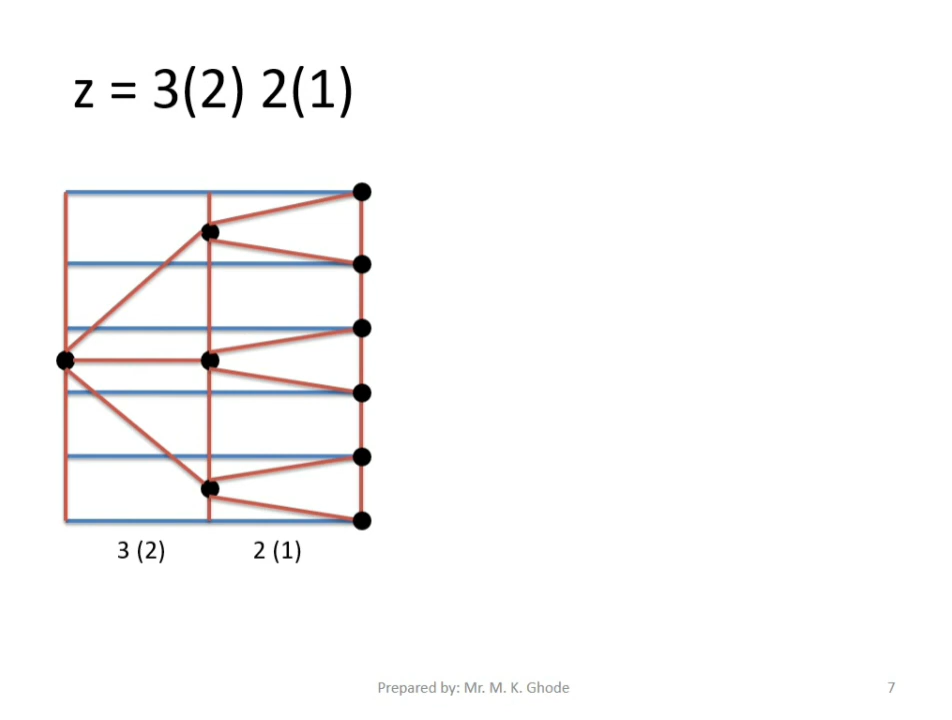 z = 3(2) 2(1)
3 (2)
2 (1)
Prepared by: Mr. M. K. Ghode
7